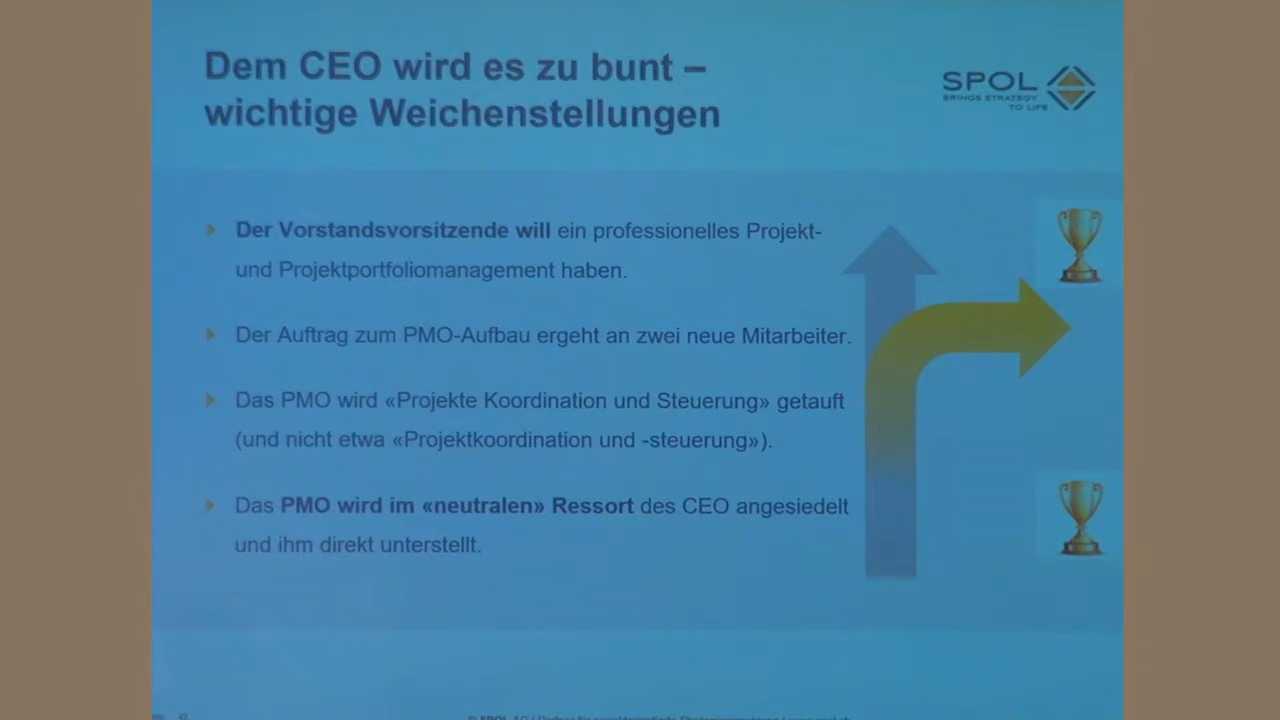 Dem CEO wird es zu bunt –
wichtige Weichenstellungen
SPOL
BRINGS STRATEGY
TO LIFE
Der Vorstandsvorsitzende will ein professionelles Projekt-
und Projektportfoliomanagement haben.
Der Auftrag zum PMO-Aufbau ergeht an zwei neue Mitarbeiter.
Das PMO wird «Projekte Koordination und Steuerung» getauft
(und nicht etwa «Projektkoordination und -steuerung»).
Das PMO wird im «neutralen» Ressort des CEO angesiedelt
und ihm direkt unterstellt.
© SPOL AG